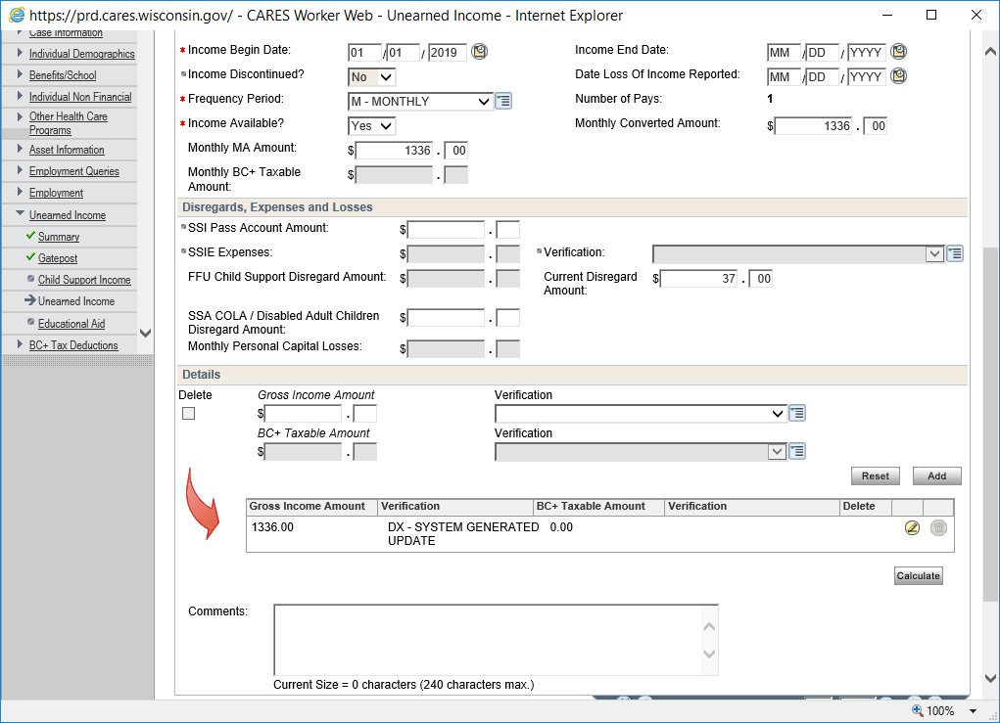 https://prd.cares.wisconsin.gov/ - CARES Worker Web - Unearned Income - Internet Explorer
Case Information
Individual Demographics
Benefits/School
Individual Non Financial
Other Health Care
Programs
Asset Information
Employment Queries
Employment
Unearned Income
Summary
Gatepost
Child Support Income
Unearned Income
Educational Aid
BC+ Tax Deductions
* Income Begin Date: 01 / 01 / 2019 Income End Date: MM / DD / YYYY
Income Discontinued? No Date Loss Of Income Reported: MM / DD / YYYY
* Frequency Period: M - MONTHLY Number of Pays: 1
* Income Available? Yes Monthly Converted Amount: $ 1336 . 00
Monthly MA Amount: $ 1336 . 00
Monthly BC+ Taxable
Amount: $ .
Disregards, Expenses and Losses
SSI Pass Account Amount: $ .
SSIE Expenses: $ . Verification:
FFU Child Support Disregard Amount: $ . Current Disregard
Amount: $ 37 . 00
SSA COLA / Disabled Adult Children
Disregard Amount: $ .
Monthly Personal Capital Losses: $ .
Details
Delete Gross Income Amount Verification
$ .
BC+ Taxable Amount Verification
$ .
Reset Add
Gross Income Amount Verification BC+ Taxable Amount Verification Delete
1336.00 DX - SYSTEM GENERATED 0.00
UPDATE
Calculate
Comments:
Current Size = 0 characters (240 characters max.)
100%